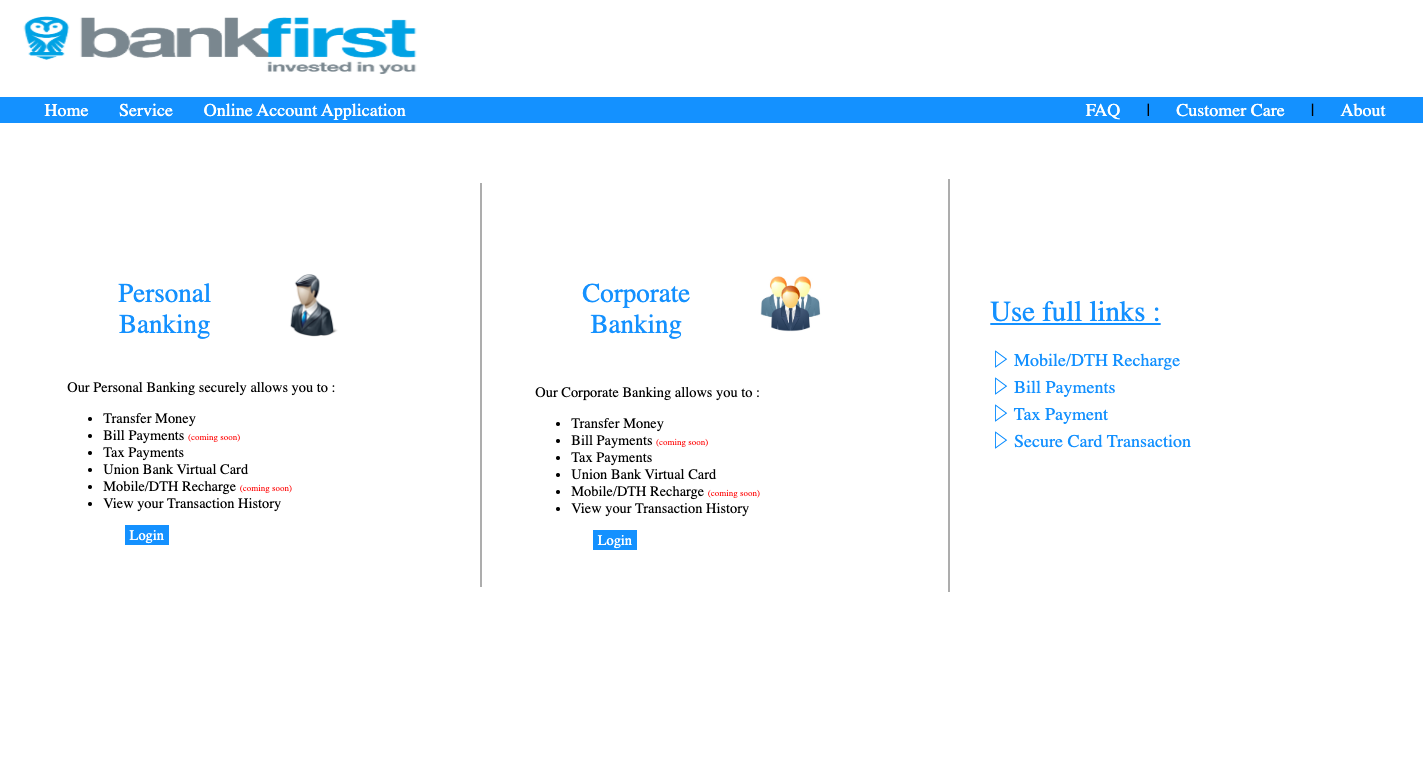 bankfirst
invested in you
Home Service Online Account Application FAQ | Customer Care | About
Personal
Banking
Our Personal Banking securely allows you to :
• Transfer Money
• Bill Payments (coming soon)
• Tax Payments
• Union Bank Virtual Card
• Mobile/DTH Recharge (coming soon)
• View your Transaction History
Login
Corporate
Banking
Our Corporate Banking allows you to :
• Transfer Money
• Bill Payments (coming soon)
• Tax Payments
• Union Bank Virtual Card
• Mobile/DTH Recharge (coming soon)
• View your Transaction History
Login
Use full links :
Mobile/DTH Recharge
Bill Payments
Tax Payment
Secure Card Transaction